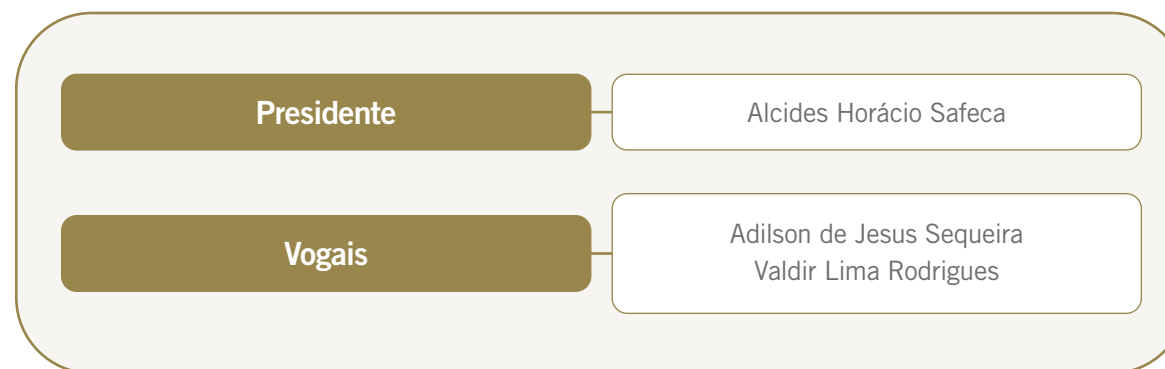 Presidente
Alcides Horácio Safeca
Vogais
Adilson de Jesus Sequeira
Valdir Lima Rodrigues